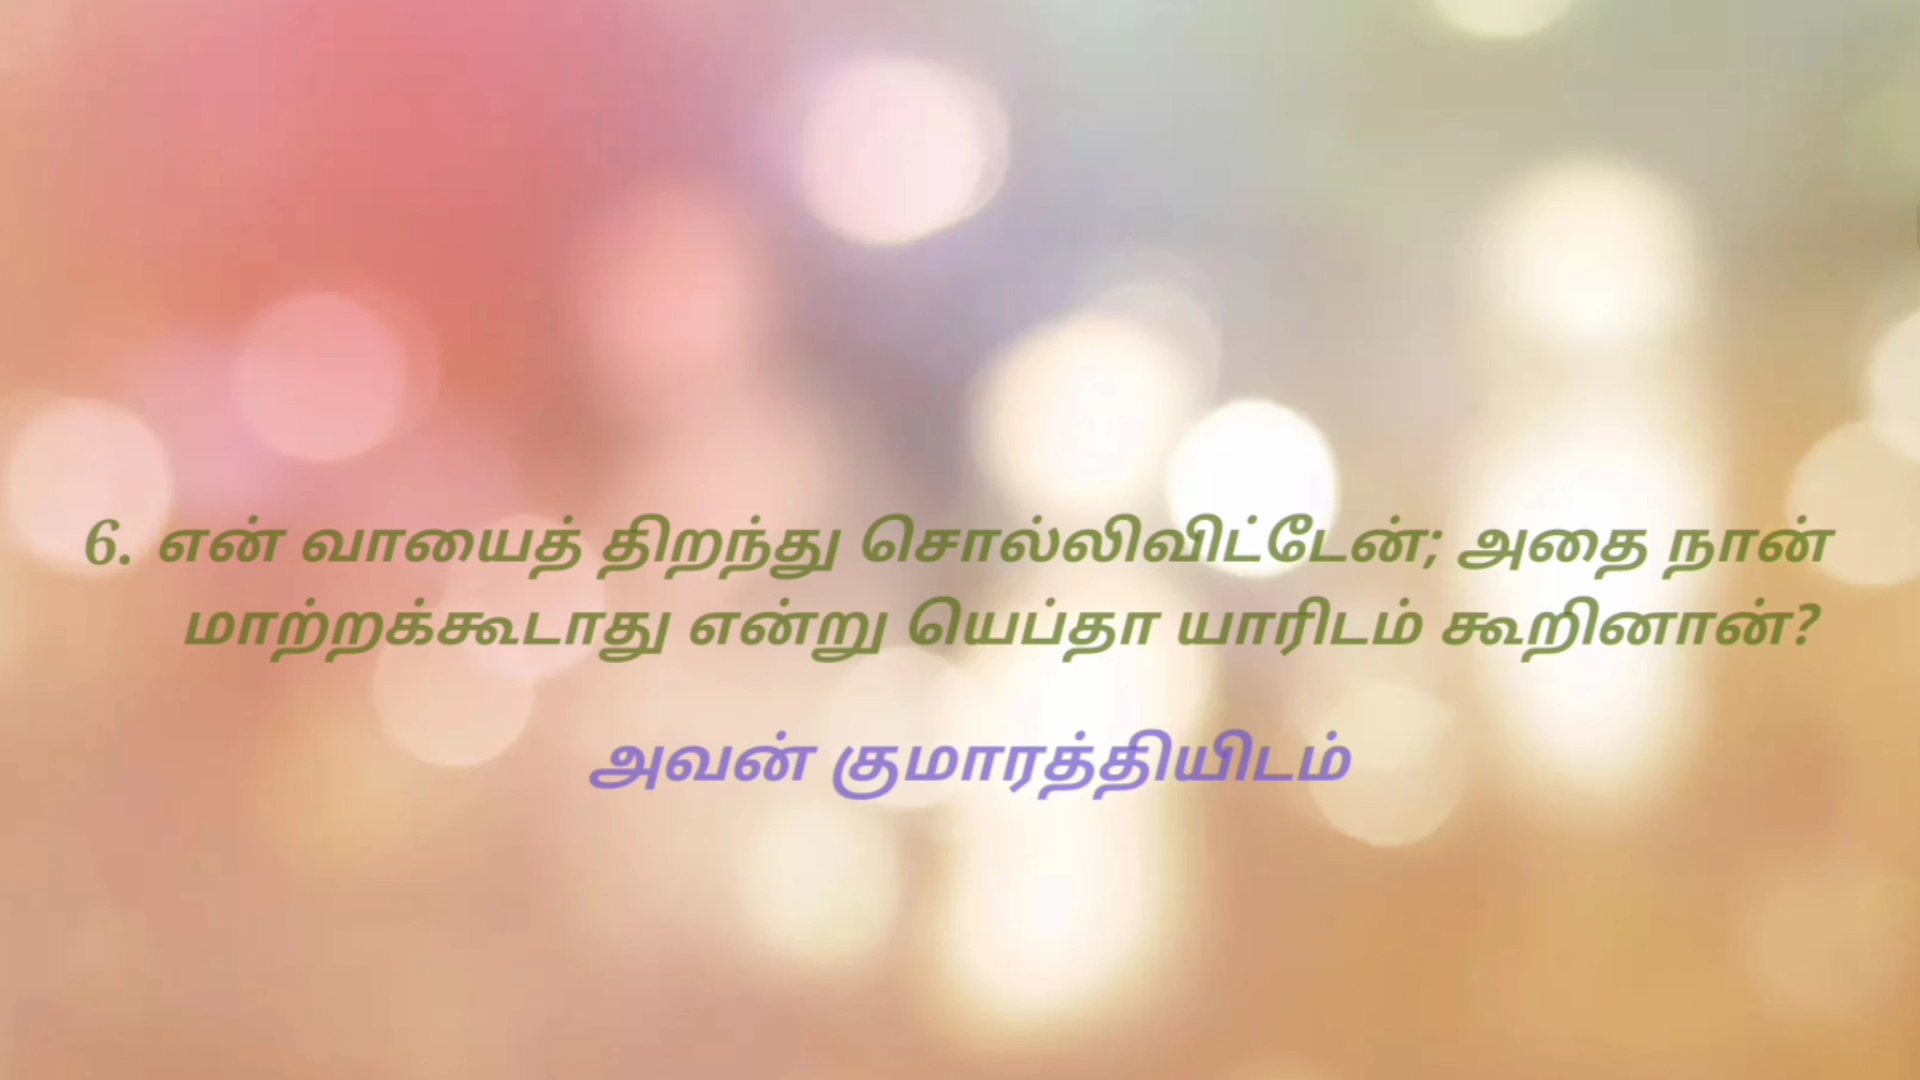 6. என் வாயைத் திறந்து சொல்லிவிட்டேன்; அதை நான்
மாற்றக்கூடாது என்று யெப்தா யாரிடம் கூறினான்?
அவன் குமாரத்தியிடம்